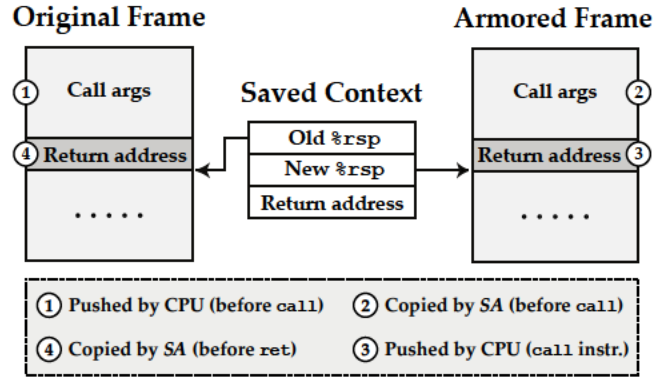 Original Frame
Armored Frame
1 Call args
Saved Context
Call args 2
Old %rsp
4 Return address
New %rsp
Return address 3
Return address
.....
.....
1 Pushed by CPU (before call)
2 Copied by SA (before call)
4 Copied by SA (before ret)
3 Pushed by CPU (call instr.)